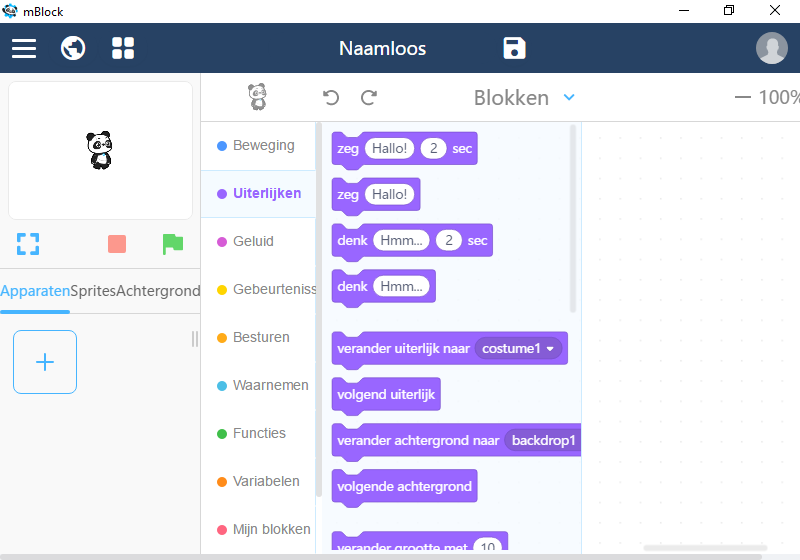 mBlock
Naamloos
Blokken
100%
Apparaten Sprites Achtergrond
Beweging
Uiterlijken
Geluid
Gebeurteniss
Besturen
Waarnemen
Functies
Variabelen
Mijn blokken
zeg Hallo! 2 sec
zeg Hallo!
denk Hmm... 2 sec
denk Hmm...
verander uiterlijk naar costume1
volgend uiterlijk
verander achtergrond naar backdrop1
volgende achtergrond
verander grootte met 10